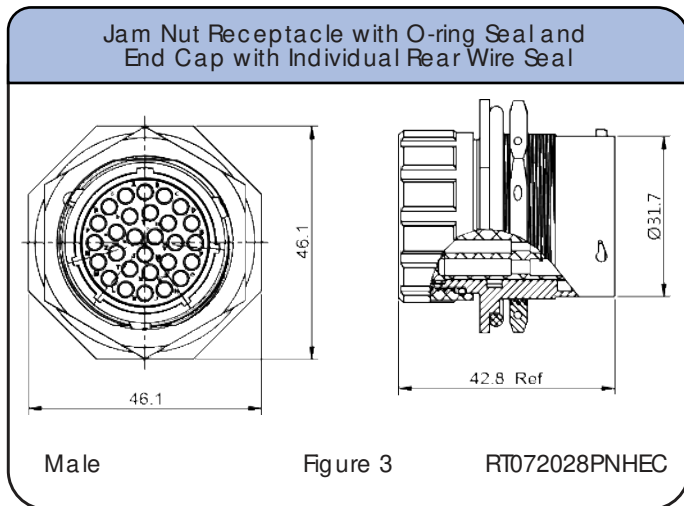 Jam Nut Receptacle with O-ring Seal and
End Cap with Individual Rear Wire Seal
46.1
46.1
Ø31.7
42.8 Ref
Male Figure 3 RT072028PNHEC